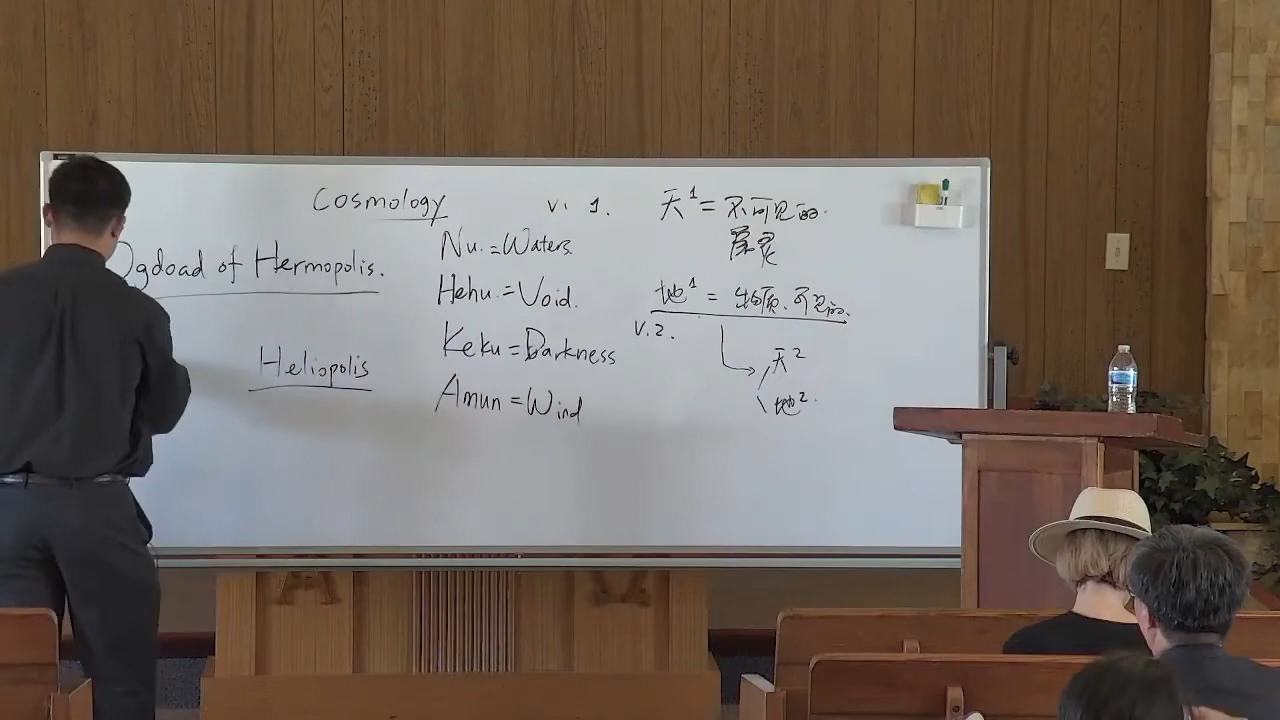 Cosmology
Ogdoad of Hermopolis.
Heliopolis
Nu.=Waters.
Hehu.=Void.
Keku=Darkness
Amun=Wind
V. 1.
天¹=不可见的.
地¹=物质.可见的.
V.2.
天²
地².